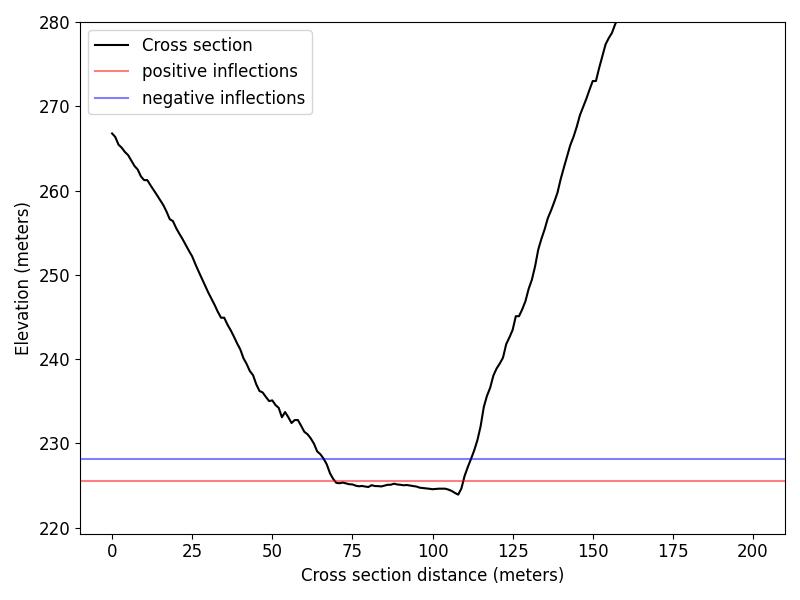 Cross section
positive inflections
negative inflections
280
270
260
250
240
230
220
Elevation (meters)
0 25 50 75 100 125 150 175 200
Cross section distance (meters)